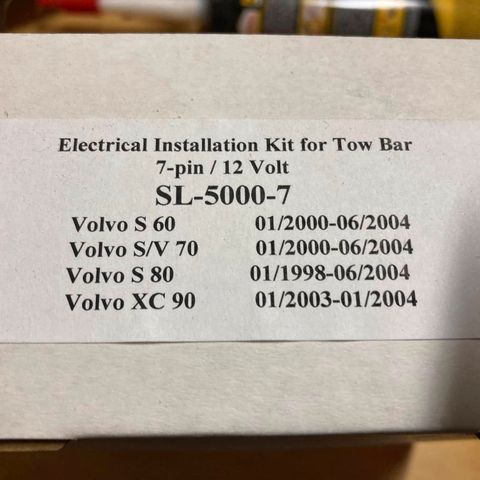 Electrical Installation Kit for Tow Bar
7-pin / 12 Volt
SL-5000-7
Volvo S 60 01/2000-06/2004
Volvo S/V 70 01/2000-06/2004
Volvo S 80 01/1998-06/2004
Volvo XC 90 01/2003-01/2004